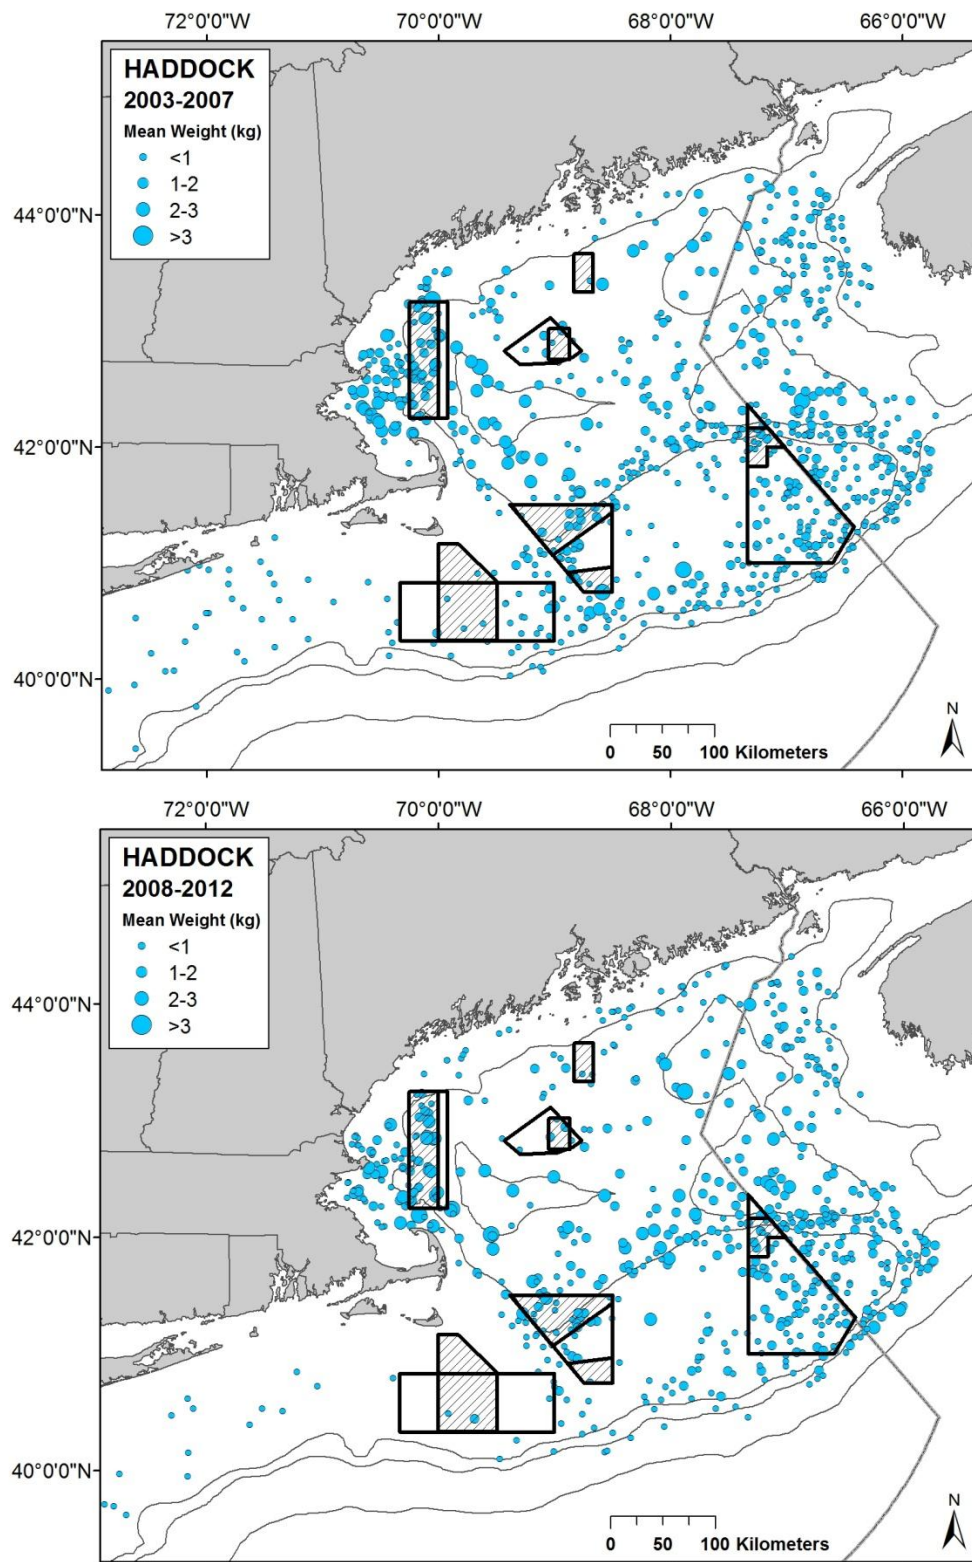 72°0'0"W 70°0'0"W 68°0'0"W 66°0'0"W
HADDOCK
2003-2007
Mean Weight (kg)
<1
1-2
2-3
>3
44°0'0"N
42°0'0"N
40°0'0"N
N
0 50 100 Kilometers
72°0'0"W 70°0'0"W 68°0'0"W 66°0'0"W
HADDOCK
2008-2012
Mean Weight (kg)
<1
1-2
2-3
>3
44°0'0"N
42°0'0"N
40°0'0"N
N
0 50 100 Kilometers